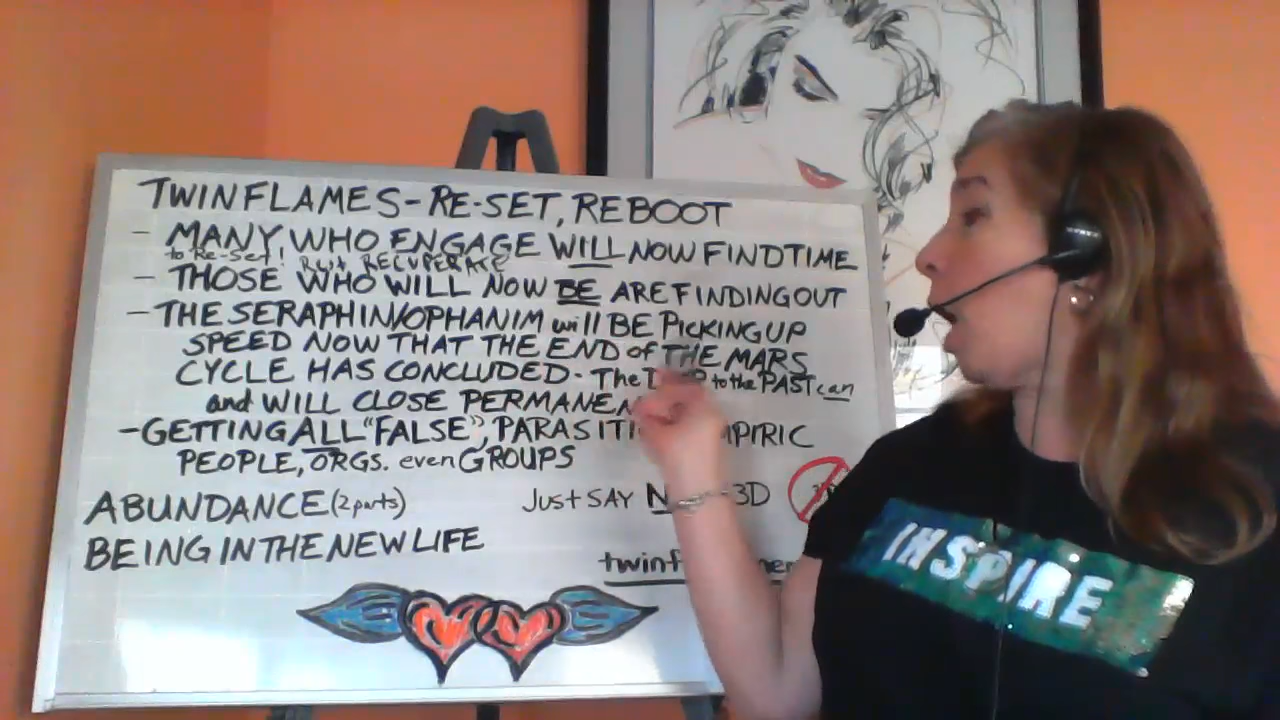 TWINFLAMES-RE-SET, REBOOT
- MANY WHO ENGAGE WILL NOW FIND TIME
to Re-set! Rest RECUPERATE
- THOSE WHO WILL NOW BE ARE FINDING OUT
- THE SERAPHIN/OPHANIM will BE PICKING UP
SPEED NOW THAT THE END of THE MARS
CYCLE HAS CONCLUDED - The to the PAST can
and WILL CLOSE
- GETTING ALL "FALSE", PARASITI
PEOPLE, ORGS. even GROUPS
ABUNDANCE (2 parts)
JUST SAY 3D
BEING IN THE NEW LIFE
INSPIRE